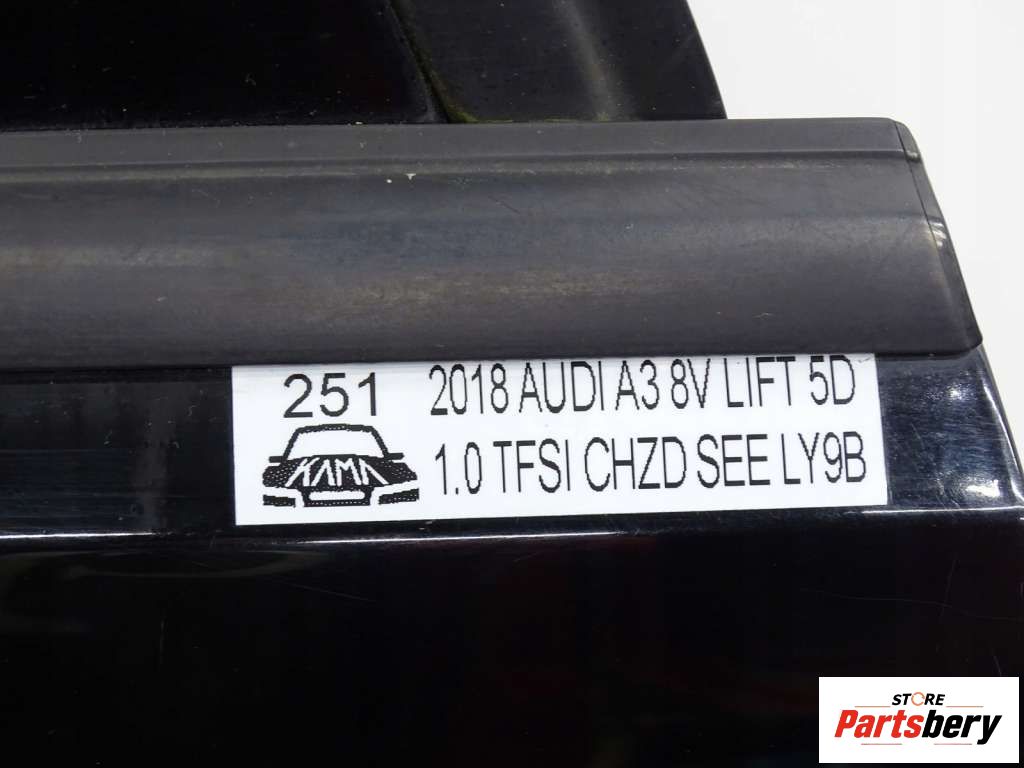 251
2018 AUDI A3 8V LIFT 5D
KAMA
1.0 TFSI CHZD SEE LY9B
STORE
Partsbery